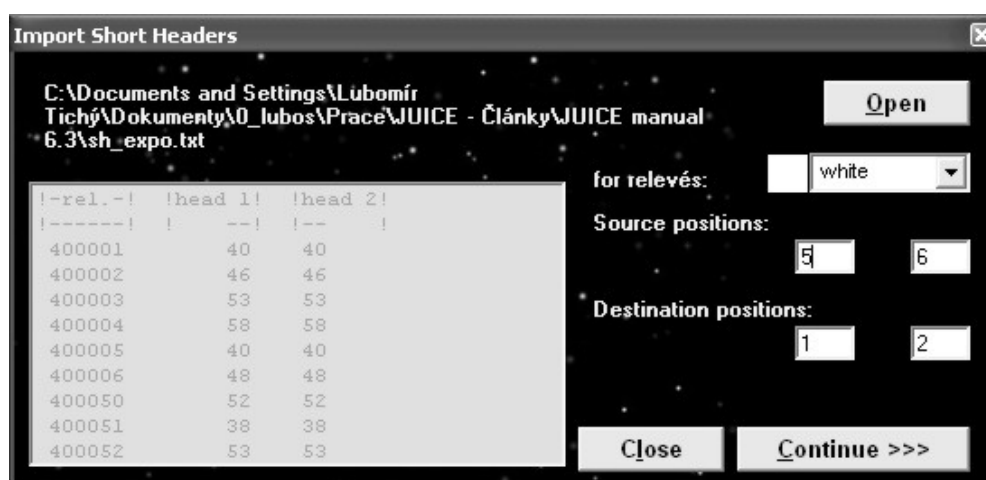 Import Short Headers
C:\Documents and Settings\Lubomír
Tichý\Dokumenty\0_lubos\Prace\JUICE - Články\JUICE manual
6.3\sh_expo.txt
Open
for relevés:
white
Source positions:
5
6
Destination positions:
1
2
!-rel.-! !head 1! !head 2!
!------! !    --! !--    !
400001 40 40
400002 46 46
400003 53 53
400004 58 58
400005 40 40
400006 48 48
400050 52 52
400051 38 38
400052 53 53
Close
Continue >>>